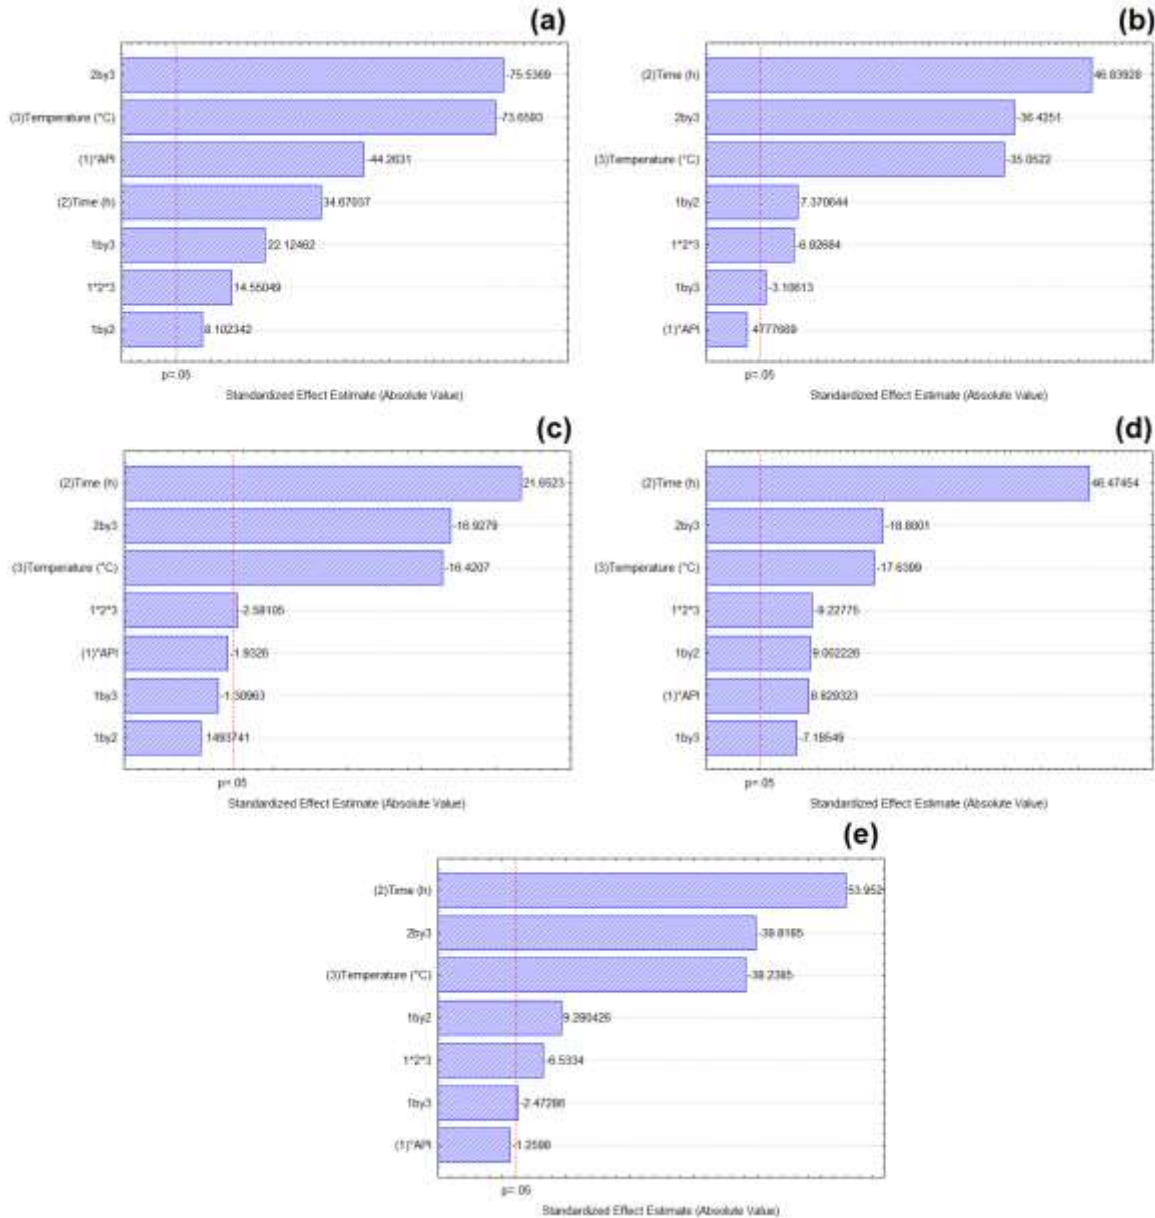 (a)
2by3
-75.5369
(3)Temperature (°C)
-73.6593
(1)°API
-44.2631
(2)Time (h)
34.67037
1by3
22.12462
1*2*3
14.55049
1by2
8.102342
p=.05
Standardized Effect Estimate (Absolute Value)
(b)
(2)Time (h)
46.83928
2by3
-36.4251
(3)Temperature (°C)
-35.0522
1by2
7.370644
1*2*3
-6.82684
1by3
-3.10613
(1)°API
.4777689
p=.05
Standardized Effect Estimate (Absolute Value)
(c)
(2)Time (h)
21.6523
2by3
-16.9279
(3)Temperature (°C)
-16.4207
1*2*3
-2.58105
(1)°API
-1.9326
1by3
-1.30963
1by2
.1493741
p=.05
Standardized Effect Estimate (Absolute Value)
(d)
(2)Time (h)
46.47454
2by3
-18.8001
(3)Temperature (°C)
-17.6399
1*2*3
-9.22775
1by2
9.002226
(1)°API
8.829323
1by3
-7.18549
p=.05
Standardized Effect Estimate (Absolute Value)
(e)
(2)Time (h)
53.952
2by3
-39.8165
(3)Temperature (°C)
-38.2385
1by2
9.290426
1*2*3
-6.5334
1by3
-2.47286
(1)°API
-1.2598
p=.05
Standardized Effect Estimate (Absolute Value)